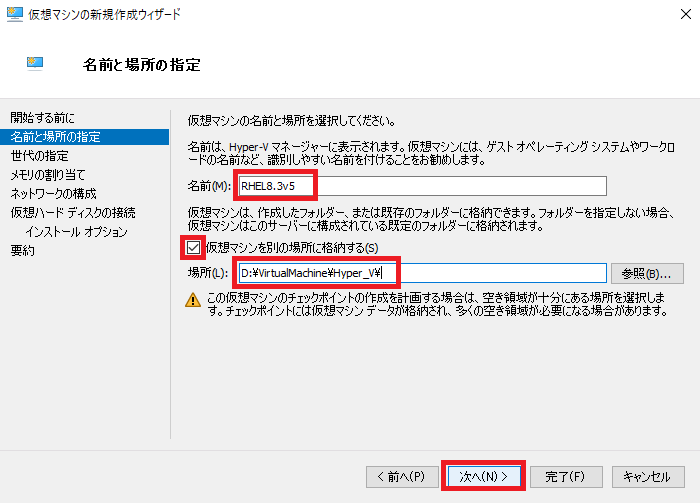 仮想マシンの新規作成ウィザード
名前と場所の指定
開始する前に
名前と場所の指定
世代の指定
メモリの割り当て
ネットワークの構成
仮想ハード ディスクの接続
インストール オプション
要約
仮想マシンの名前と場所を選択してください。
名前は、Hyper-V マネージャーに表示されます。仮想マシンには、ゲスト オペレーティング システムやワークロ
ードの名前など、識別しやすい名前を付けることをお勧めします。
名前(M):
RHEL8.3v5
仮想マシンは、作成したフォルダー、または既存のフォルダーに格納できます。フォルダーを指定しない場合、
仮想マシンはこのサーバーに構成されている既定のフォルダーに格納されます。
仮想マシンを別の場所に格納する(S)
場所(L):
D:¥VirtualMachine¥Hyper_V¥
参照(B)...
この仮想マシンのチェックポイントの作成を計画する場合は、空き領域が十分にある場所を選択しま
す。チェックポイントには仮想マシン データが格納され、多くの空き領域が必要になる場合があります。
< 前へ(P)
次へ(N) >
完了(F)
キャンセル